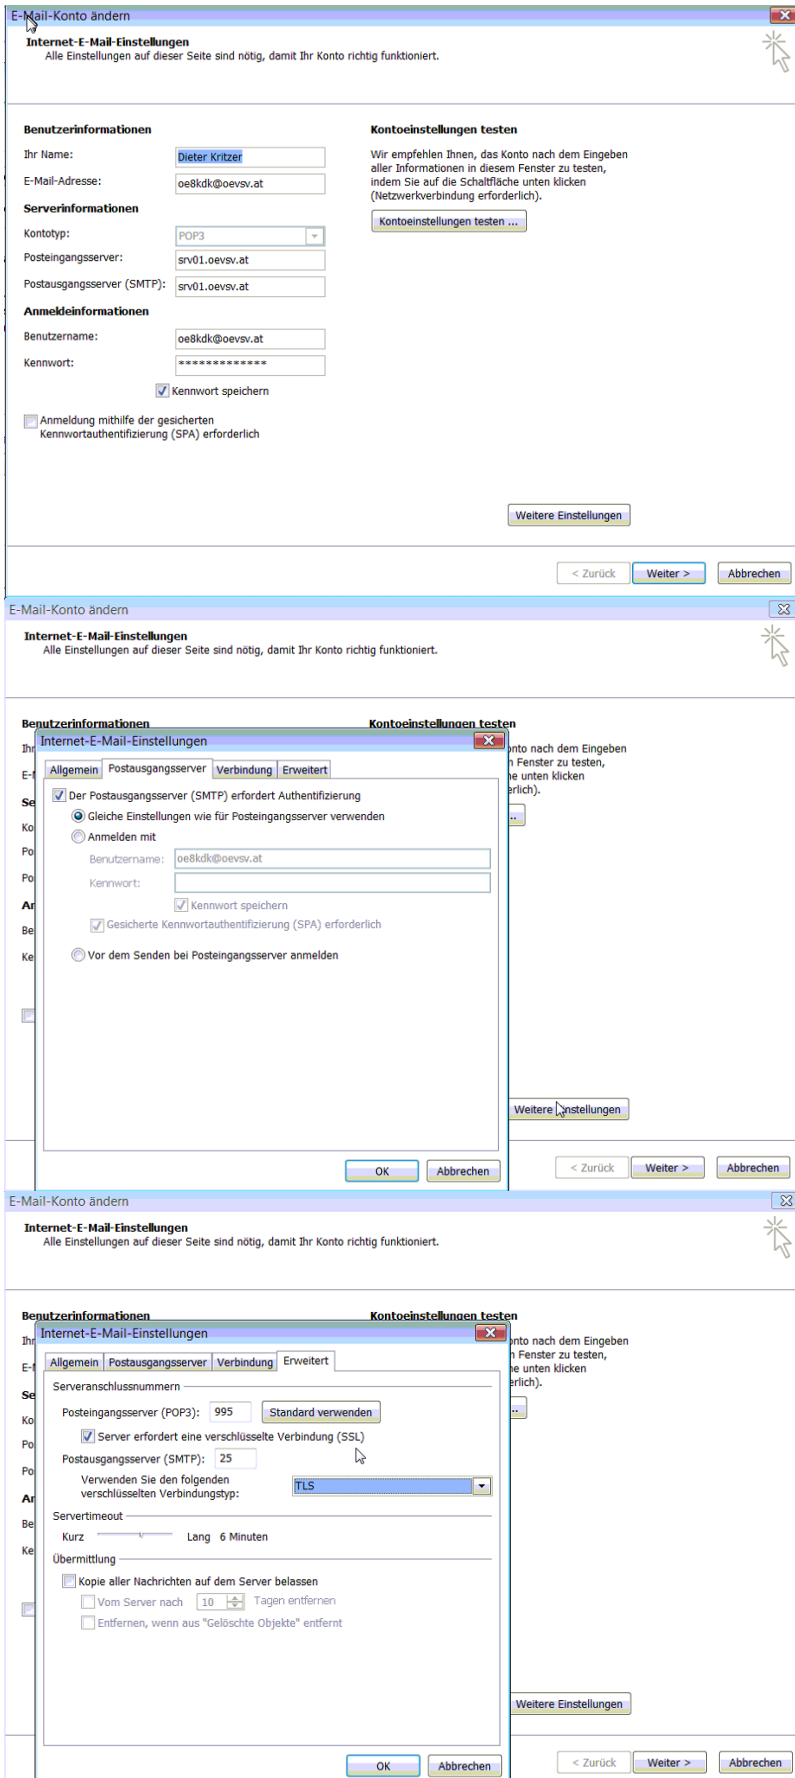 E-Mail-Konto ändern
Internet-E-Mail-Einstellungen
Alle Einstellungen auf dieser Seite sind nötig, damit Ihr Konto richtig funktioniert.
Benutzerinformationen
Ihr Name: Dieter Kritzer
E-Mail-Adresse: oe8kdk@oevsv.at
Serverinformationen
Kontotyp: POP3
Posteingangsserver: srv01.oevsv.at
Postausgangsserver (SMTP): srv01.oevsv.at
Anmeldeinformationen
Benutzername: oe8kdk@oevsv.at
Kennwort: *************
Kennwort speichern
Anmeldung mithilfe der gesicherten
Kennwortauthentifizierung (SPA) erforderlich
Kontoeinstellungen testen
Wir empfehlen Ihnen, das Konto nach dem Eingeben
aller Informationen in diesem Fenster zu testen,
indem Sie auf die Schaltfläche unten klicken
(Netzwerkverbindung erforderlich).
Kontoeinstellungen testen ...
Weitere Einstellungen
< Zurück Weiter > Abbrechen
E-Mail-Konto ändern
Internet-E-Mail-Einstellungen
Alle Einstellungen auf dieser Seite sind nötig, damit Ihr Konto richtig funktioniert.
Benutzerinformationen Kontoeinstellungen testen
Internet-E-Mail-Einstellungen
Allgemein Postausgangsserver Verbindung Erweitert
Der Postausgangsserver (SMTP) erfordert Authentifizierung
Gleiche Einstellungen wie für Posteingangsserver verwenden
Anmelden mit
Benutzername: oe8kdk@oevsv.at
Kennwort:
Kennwort speichern
Gesicherte Kennwortauthentifizierung (SPA) erforderlich
Vor dem Senden bei Posteingangsserver anmelden
OK Abbrechen
nto nach dem Eingeben
Fenster zu testen,
e unten klicken
erlich).
Weitere Einstellungen
< Zurück Weiter > Abbrechen
E-Mail-Konto ändern
Internet-E-Mail-Einstellungen
Alle Einstellungen auf dieser Seite sind nötig, damit Ihr Konto richtig funktioniert.
Benutzerinformationen Kontoeinstellungen testen
Internet-E-Mail-Einstellungen
Allgemein Postausgangsserver Verbindung Erweitert
Serveranschlussnummern
Posteingangsserver (POP3): 995 Standard verwenden
Server erfordert eine verschlüsselte Verbindung (SSL)
Postausgangsserver (SMTP): 25
Verwenden Sie den folgenden
verschlüsselten Verbindungstyp: TLS
Servertimeout
Kurz Lang 6 Minuten
Übermittlung
Kopie aller Nachrichten auf dem Server belassen
Vom Server nach 10 Tagen entfernen
Entfernen, wenn aus "Gelöschte Objekte" entfernt
OK Abbrechen
nto nach dem Eingeben
Fenster zu testen,
e unten klicken
erlich).
Weitere Einstellungen
< Zurück Weiter > Abbrechen